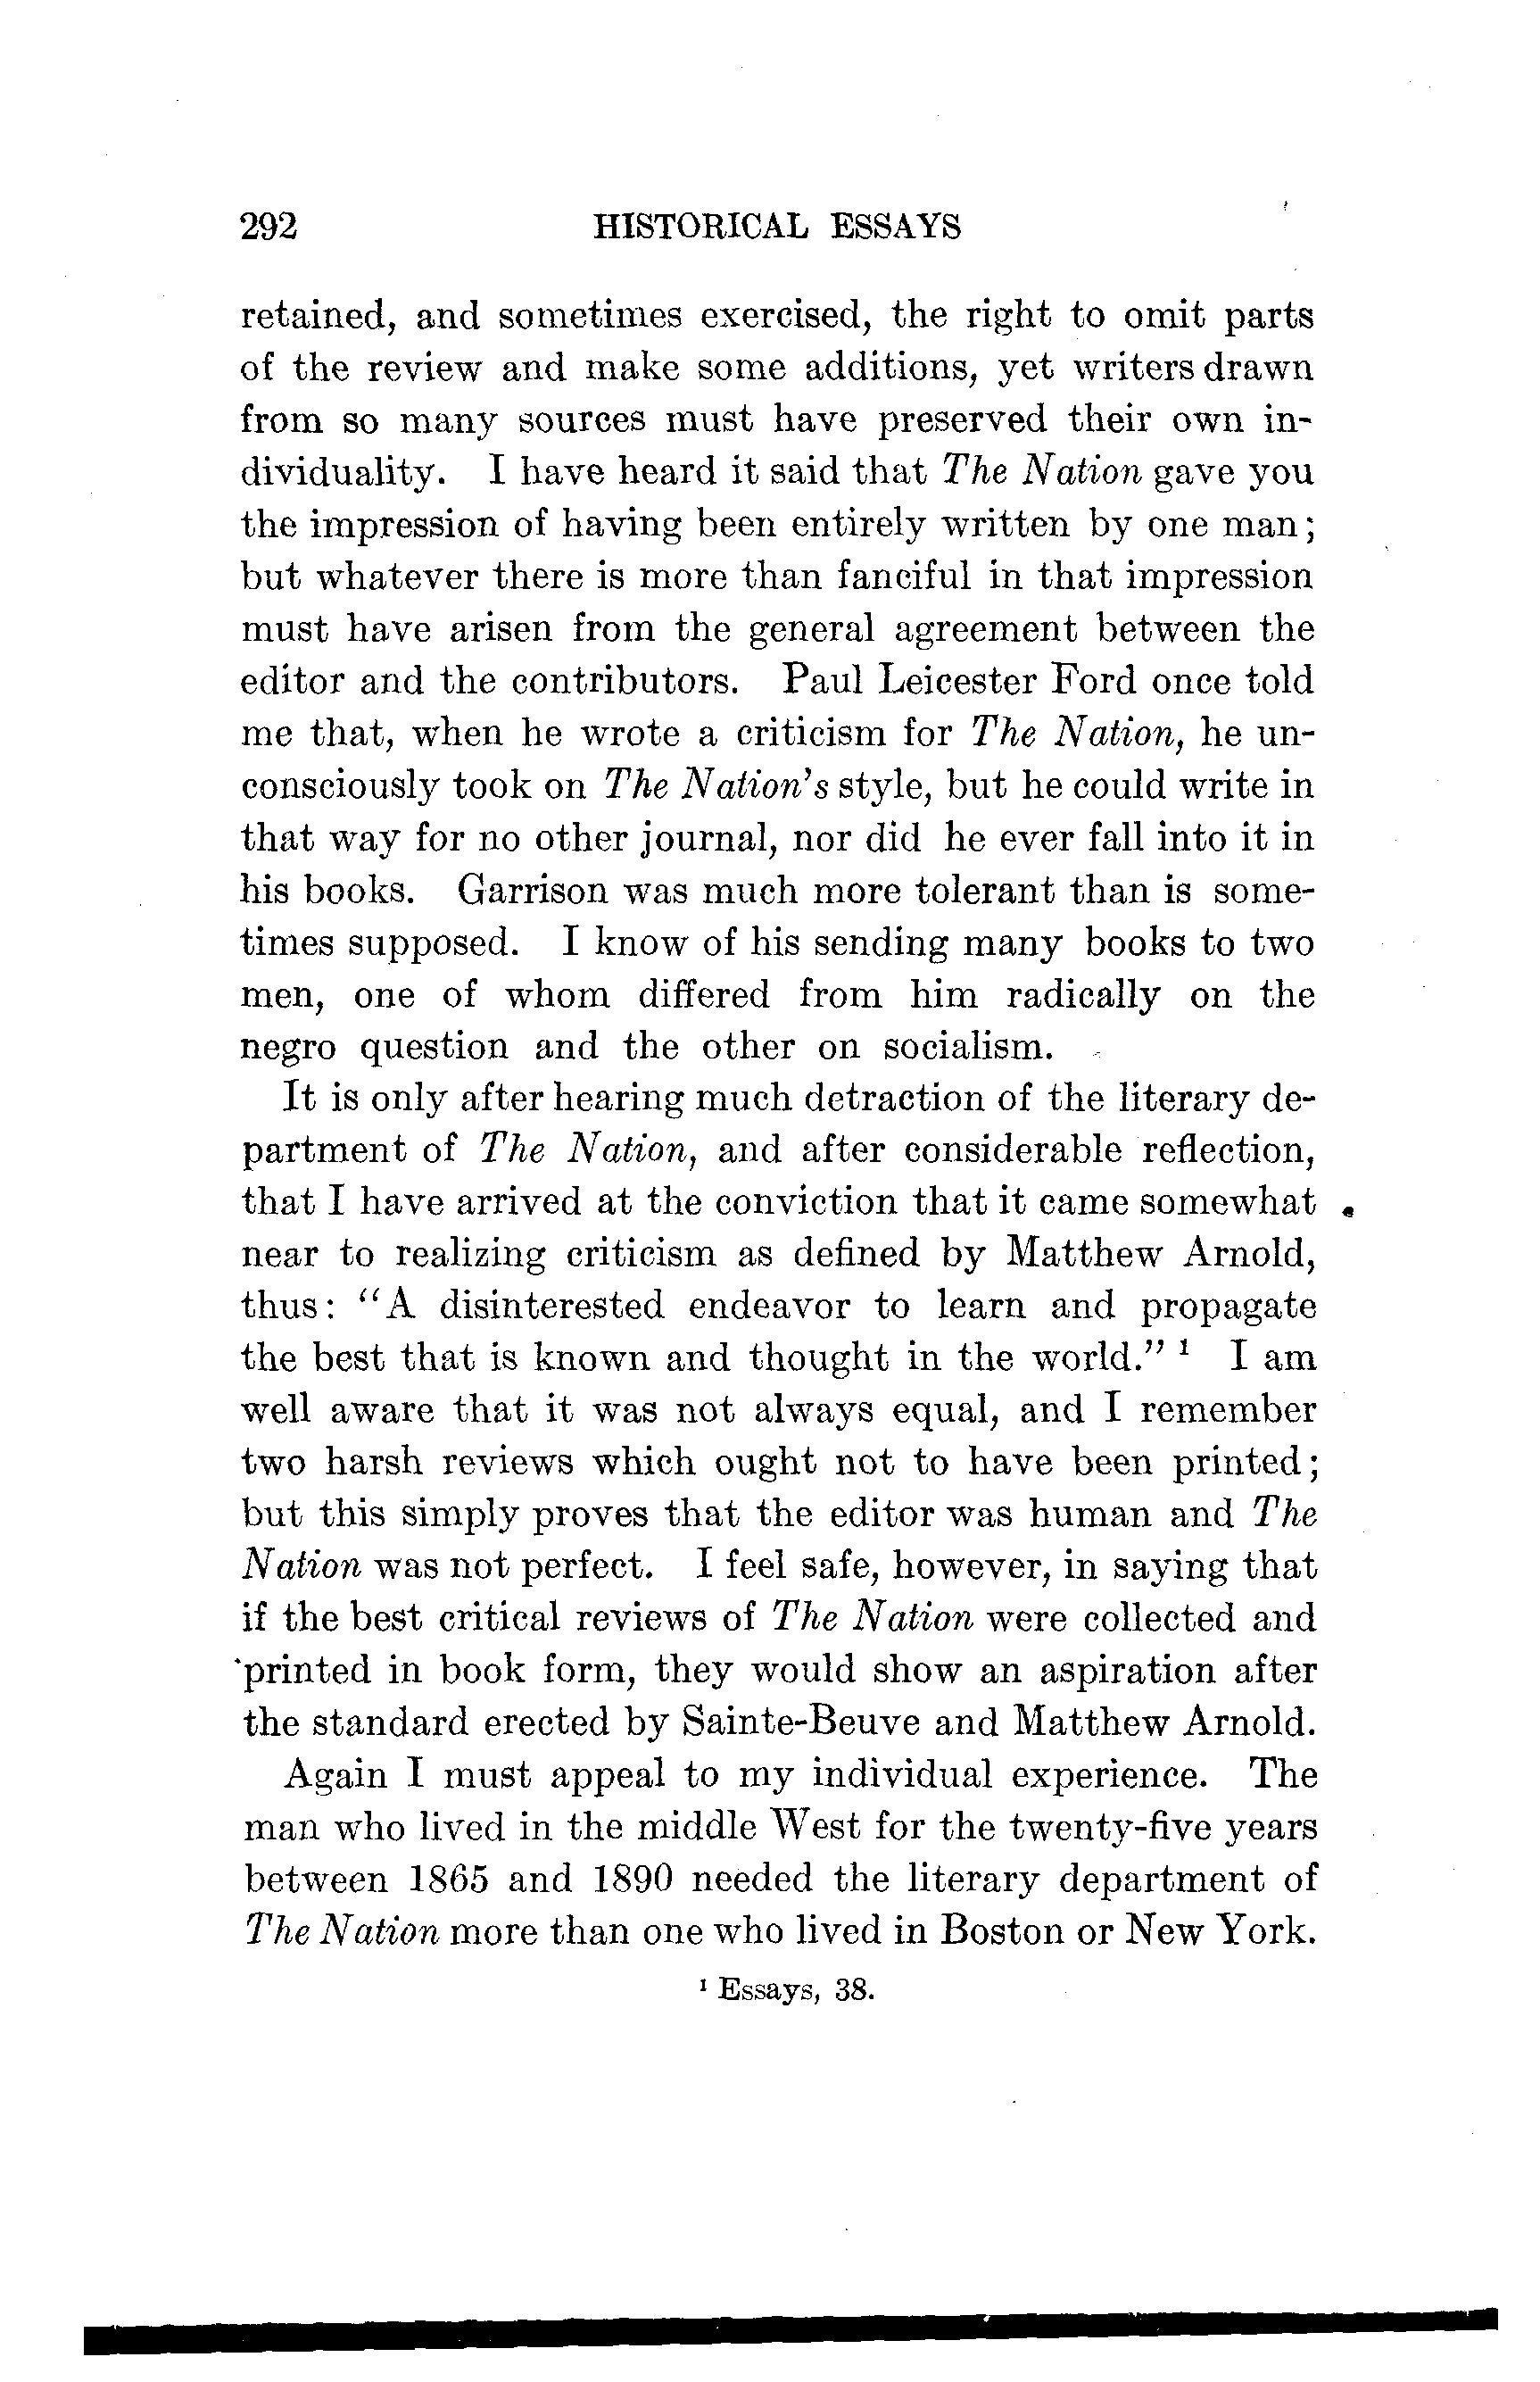 292 HISTORICAL ESSAYS
retained, and sometimes exercised, the right to omit parts
of the review and make some additions, yet writers drawn
from so many sources must have preserved their own in-
dividuality. I have heard it said that The Nation gave you
the impression of having been entirely written by one man;
but whatever there is more than fanciful in that impression
must have arisen from the general agreement between the
editor and the contributors. Paul Leicester Ford once told
me that, when he wrote a criticism for The Nation, he un-
consciously took on The Nation's style, but he could write in
that way for no other journal, nor did he ever fall into it in
his books. Garrison was much more tolerant than is some-
times supposed. I know of his sending many books to two
men, one of whom differed from him radically on the
negro question and the other on socialism.
It is only after hearing much detraction of the literary de-
partment of The Nation, and after considerable reflection,
that I have arrived at the conviction that it came somewhat
near to realizing criticism as defined by Matthew Arnold,
thus: "A disinterested endeavor to learn and propagate
the best that is known and thought in the world." ¹ I am
well aware that it was not always equal, and I remember
two harsh reviews which ought not to have been printed;
but this simply proves that the editor was human and The
Nation was not perfect. I feel safe, however, in saying that
if the best critical reviews of The Nation were collected and
printed in book form, they would show an aspiration after
the standard erected by Sainte-Beuve and Matthew Arnold.
Again I must appeal to my individual experience. The
man who lived in the middle West for the twenty-five years
between 1865 and 1890 needed the literary department of
The Nation more than one who lived in Boston or New York.
¹ Essays, 38.